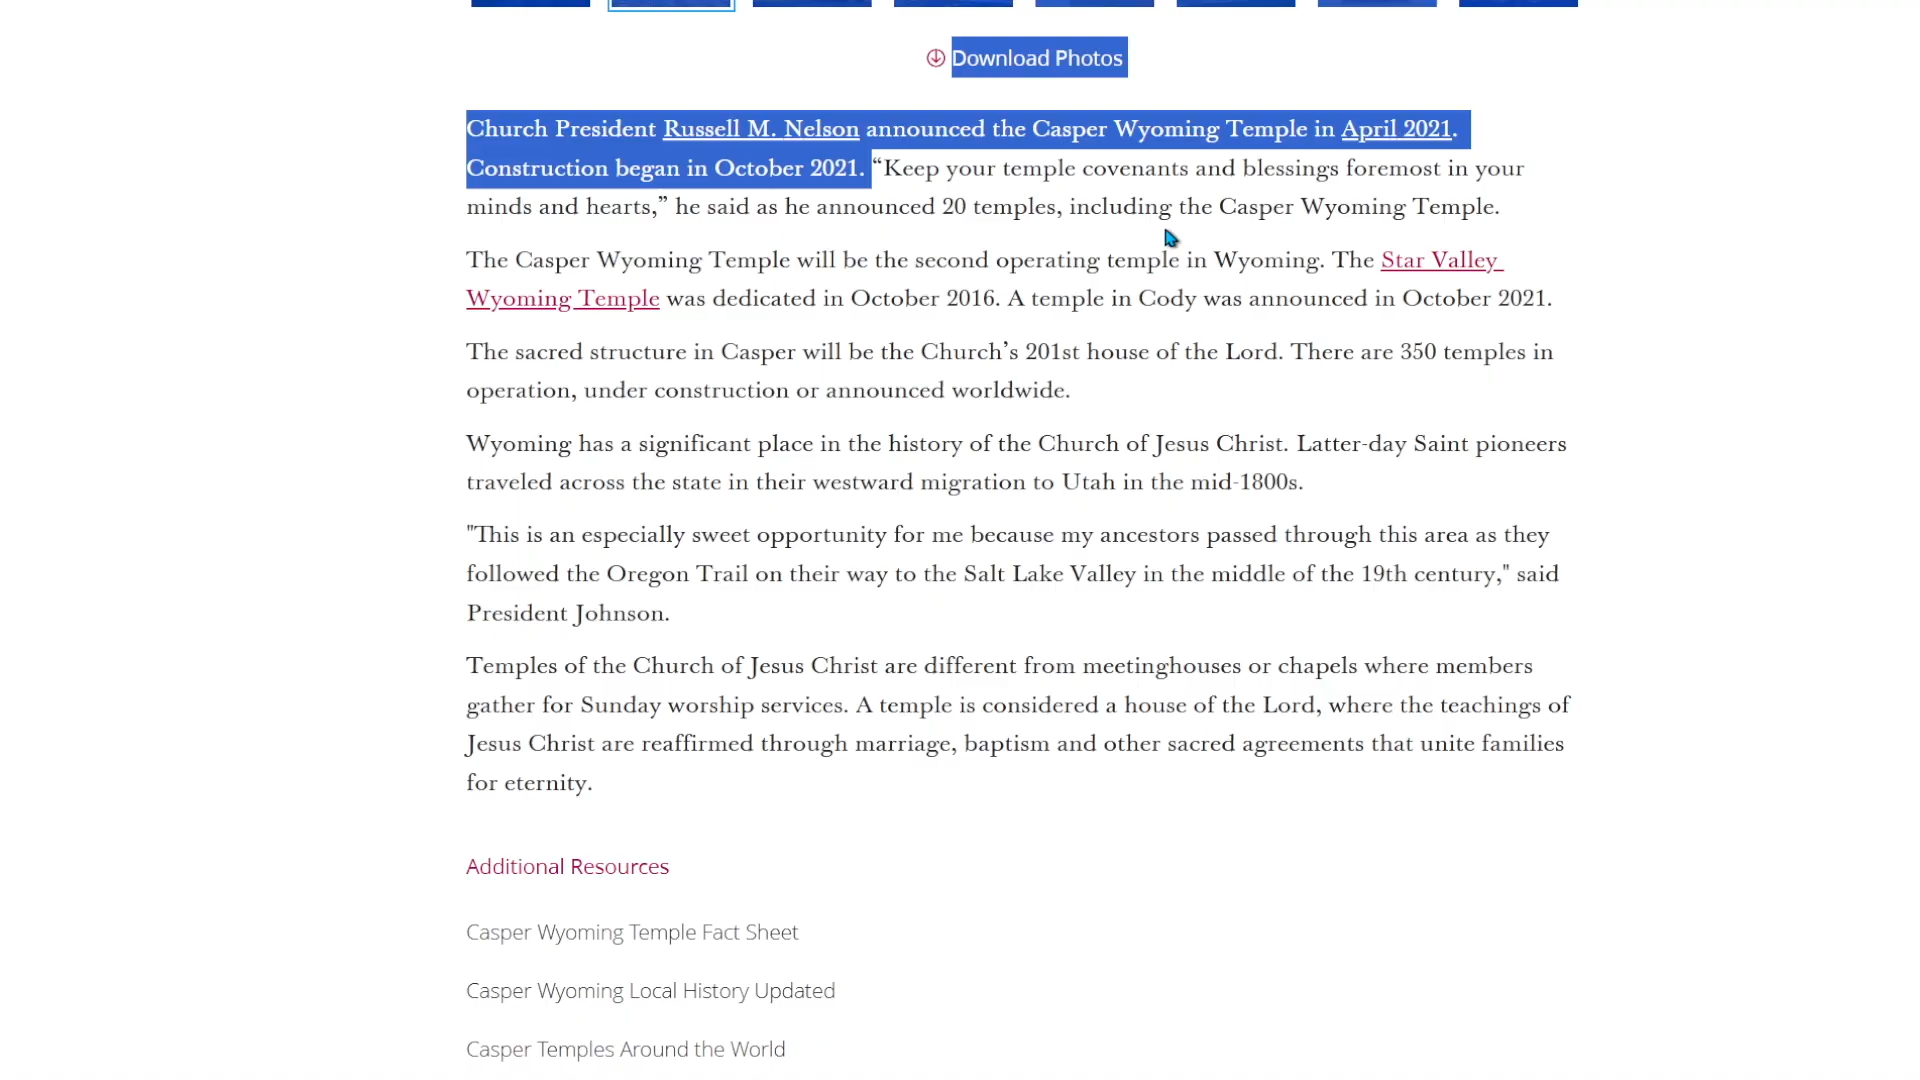 Download Photos
Church President Russell M. Nelson announced the Casper Wyoming Temple in April 2021.
Construction began in October 2021. “Keep your temple covenants and blessings foremost in your
minds and hearts,” he said as he announced 20 temples, including the Casper Wyoming Temple.
The Casper Wyoming Temple will be the second operating temple in Wyoming. The Star Valley
Wyoming Temple was dedicated in October 2016. A temple in Cody was announced in October 2021.
The sacred structure in Casper will be the Church’s 201st house of the Lord. There are 350 temples in
operation, under construction or announced worldwide.
Wyoming has a significant place in the history of the Church of Jesus Christ. Latter-day Saint pioneers
traveled across the state in their westward migration to Utah in the mid-1800s.
"This is an especially sweet opportunity for me because my ancestors passed through this area as they
followed the Oregon Trail on their way to the Salt Lake Valley in the middle of the 19th century," said
President Johnson.
Temples of the Church of Jesus Christ are different from meetinghouses or chapels where members
gather for Sunday worship services. A temple is considered a house of the Lord, where the teachings of
Jesus Christ are reaffirmed through marriage, baptism and other sacred agreements that unite families
for eternity.
Additional Resources
Casper Wyoming Temple Fact Sheet
Casper Wyoming Local History Updated
Casper Temples Around the World